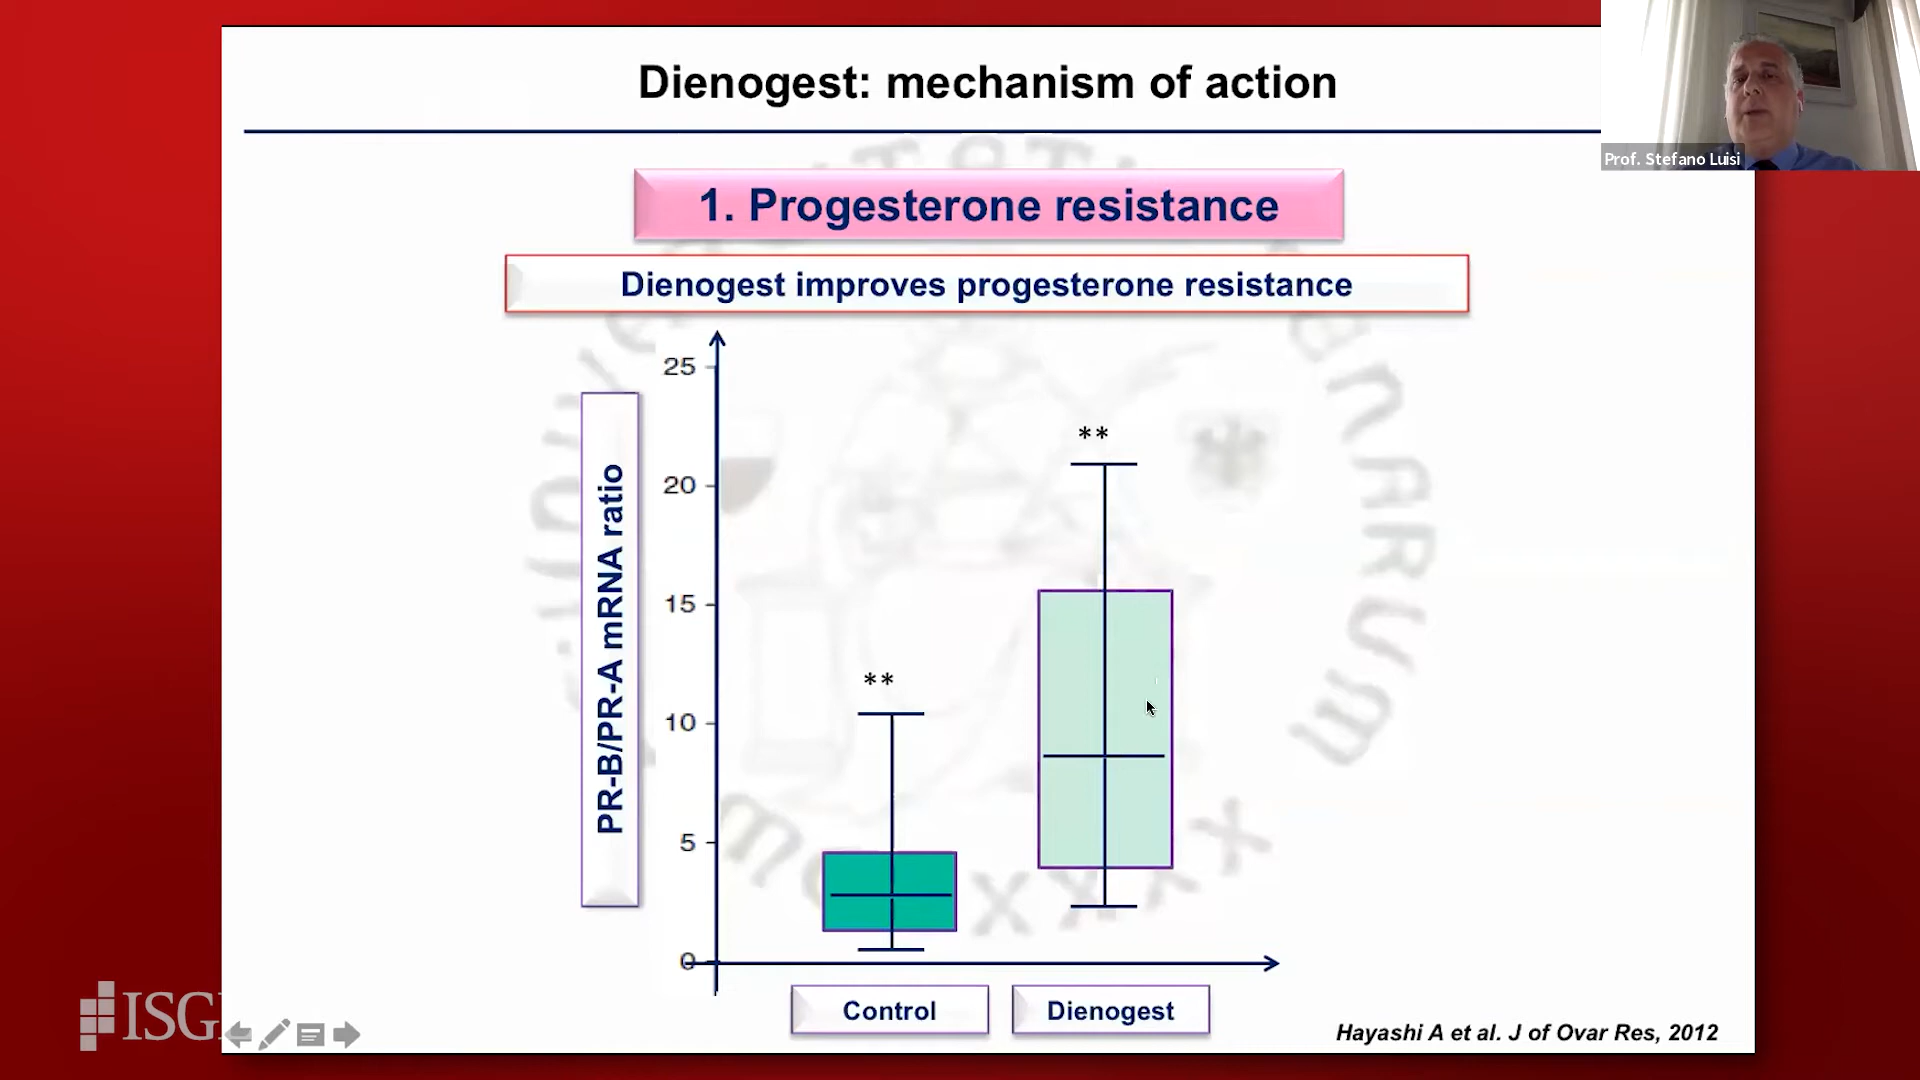 Dienogest: mechanism of action
Prof. Stefano Luisi
1. Progesterone resistance
Dienogest improves progesterone resistance
PR-B/PR-A mRNA ratio
25
20
15
10
5
0
**
**
Control
Dienogest
Hayashi A et al. J of Ovar Res, 2012
ISG